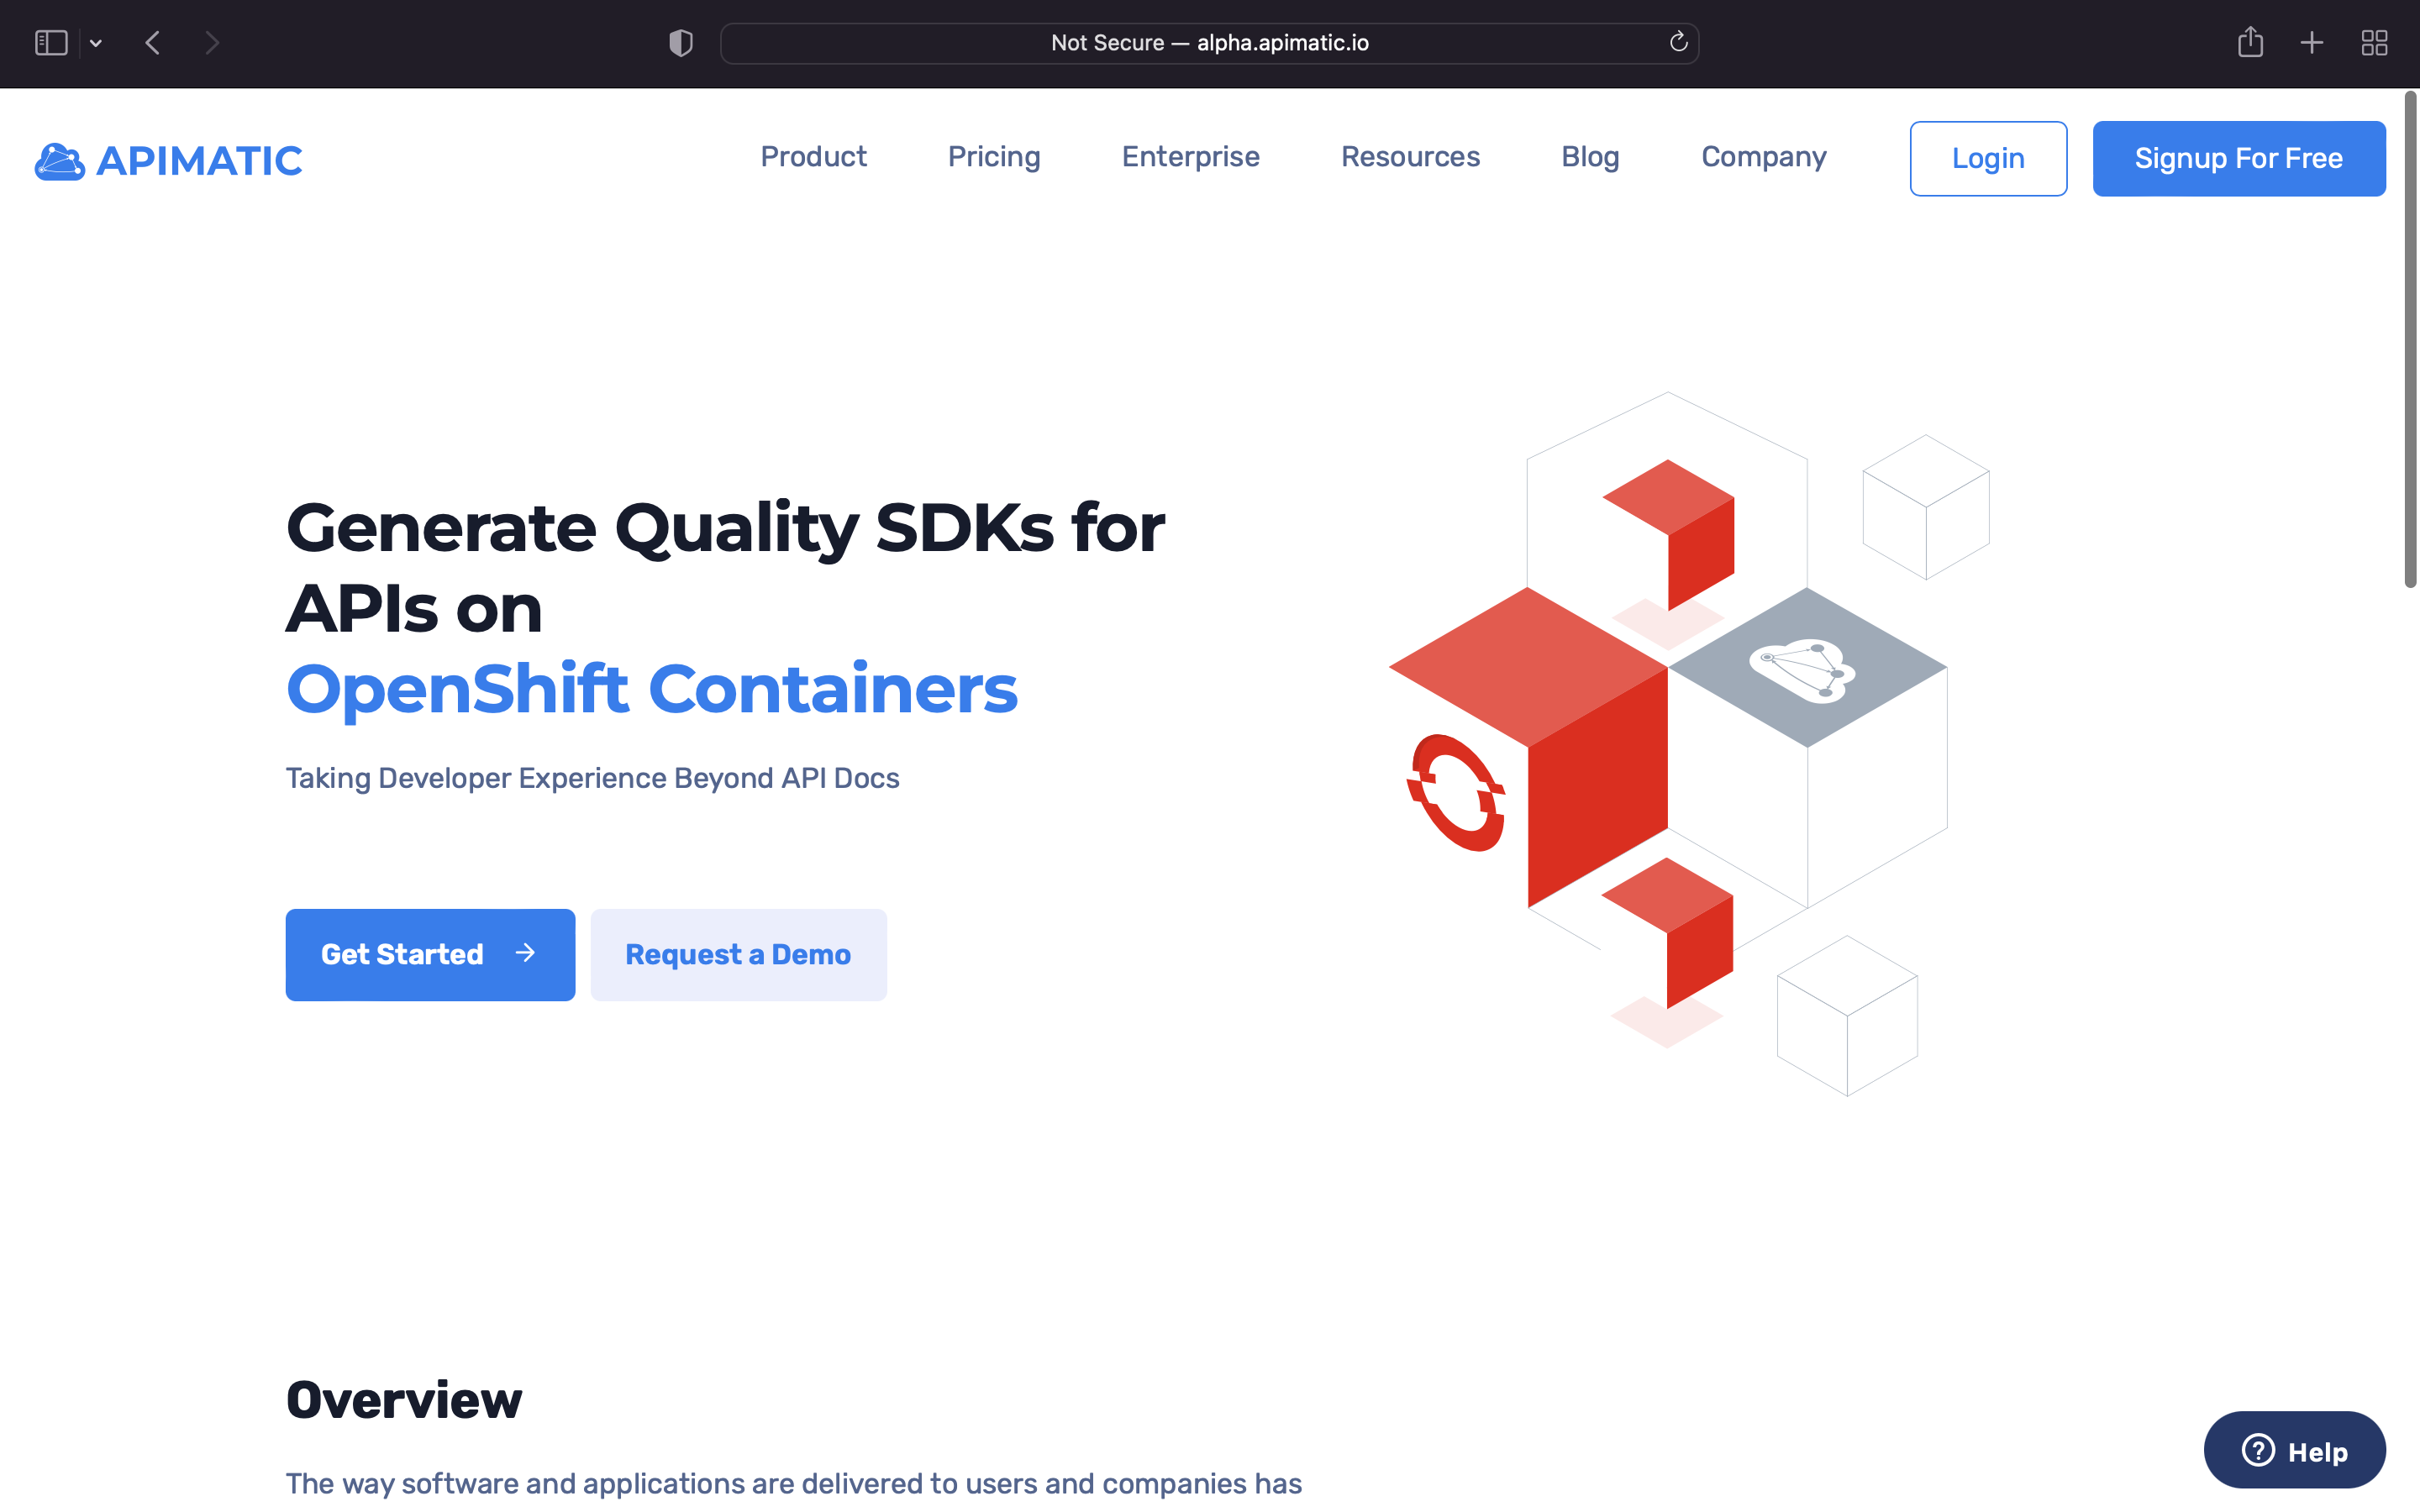 Not Secure — alpha.apimatic.io
APIMATIC
Product Pricing Enterprise Resources Blog Company Login Signup For Free
Generate Quality SDKs for
APIs on
OpenShift Containers
Taking Developer Experience Beyond API Docs
Get Started → Request a Demo
Overview
The way software and applications are delivered to users and companies has
? Help